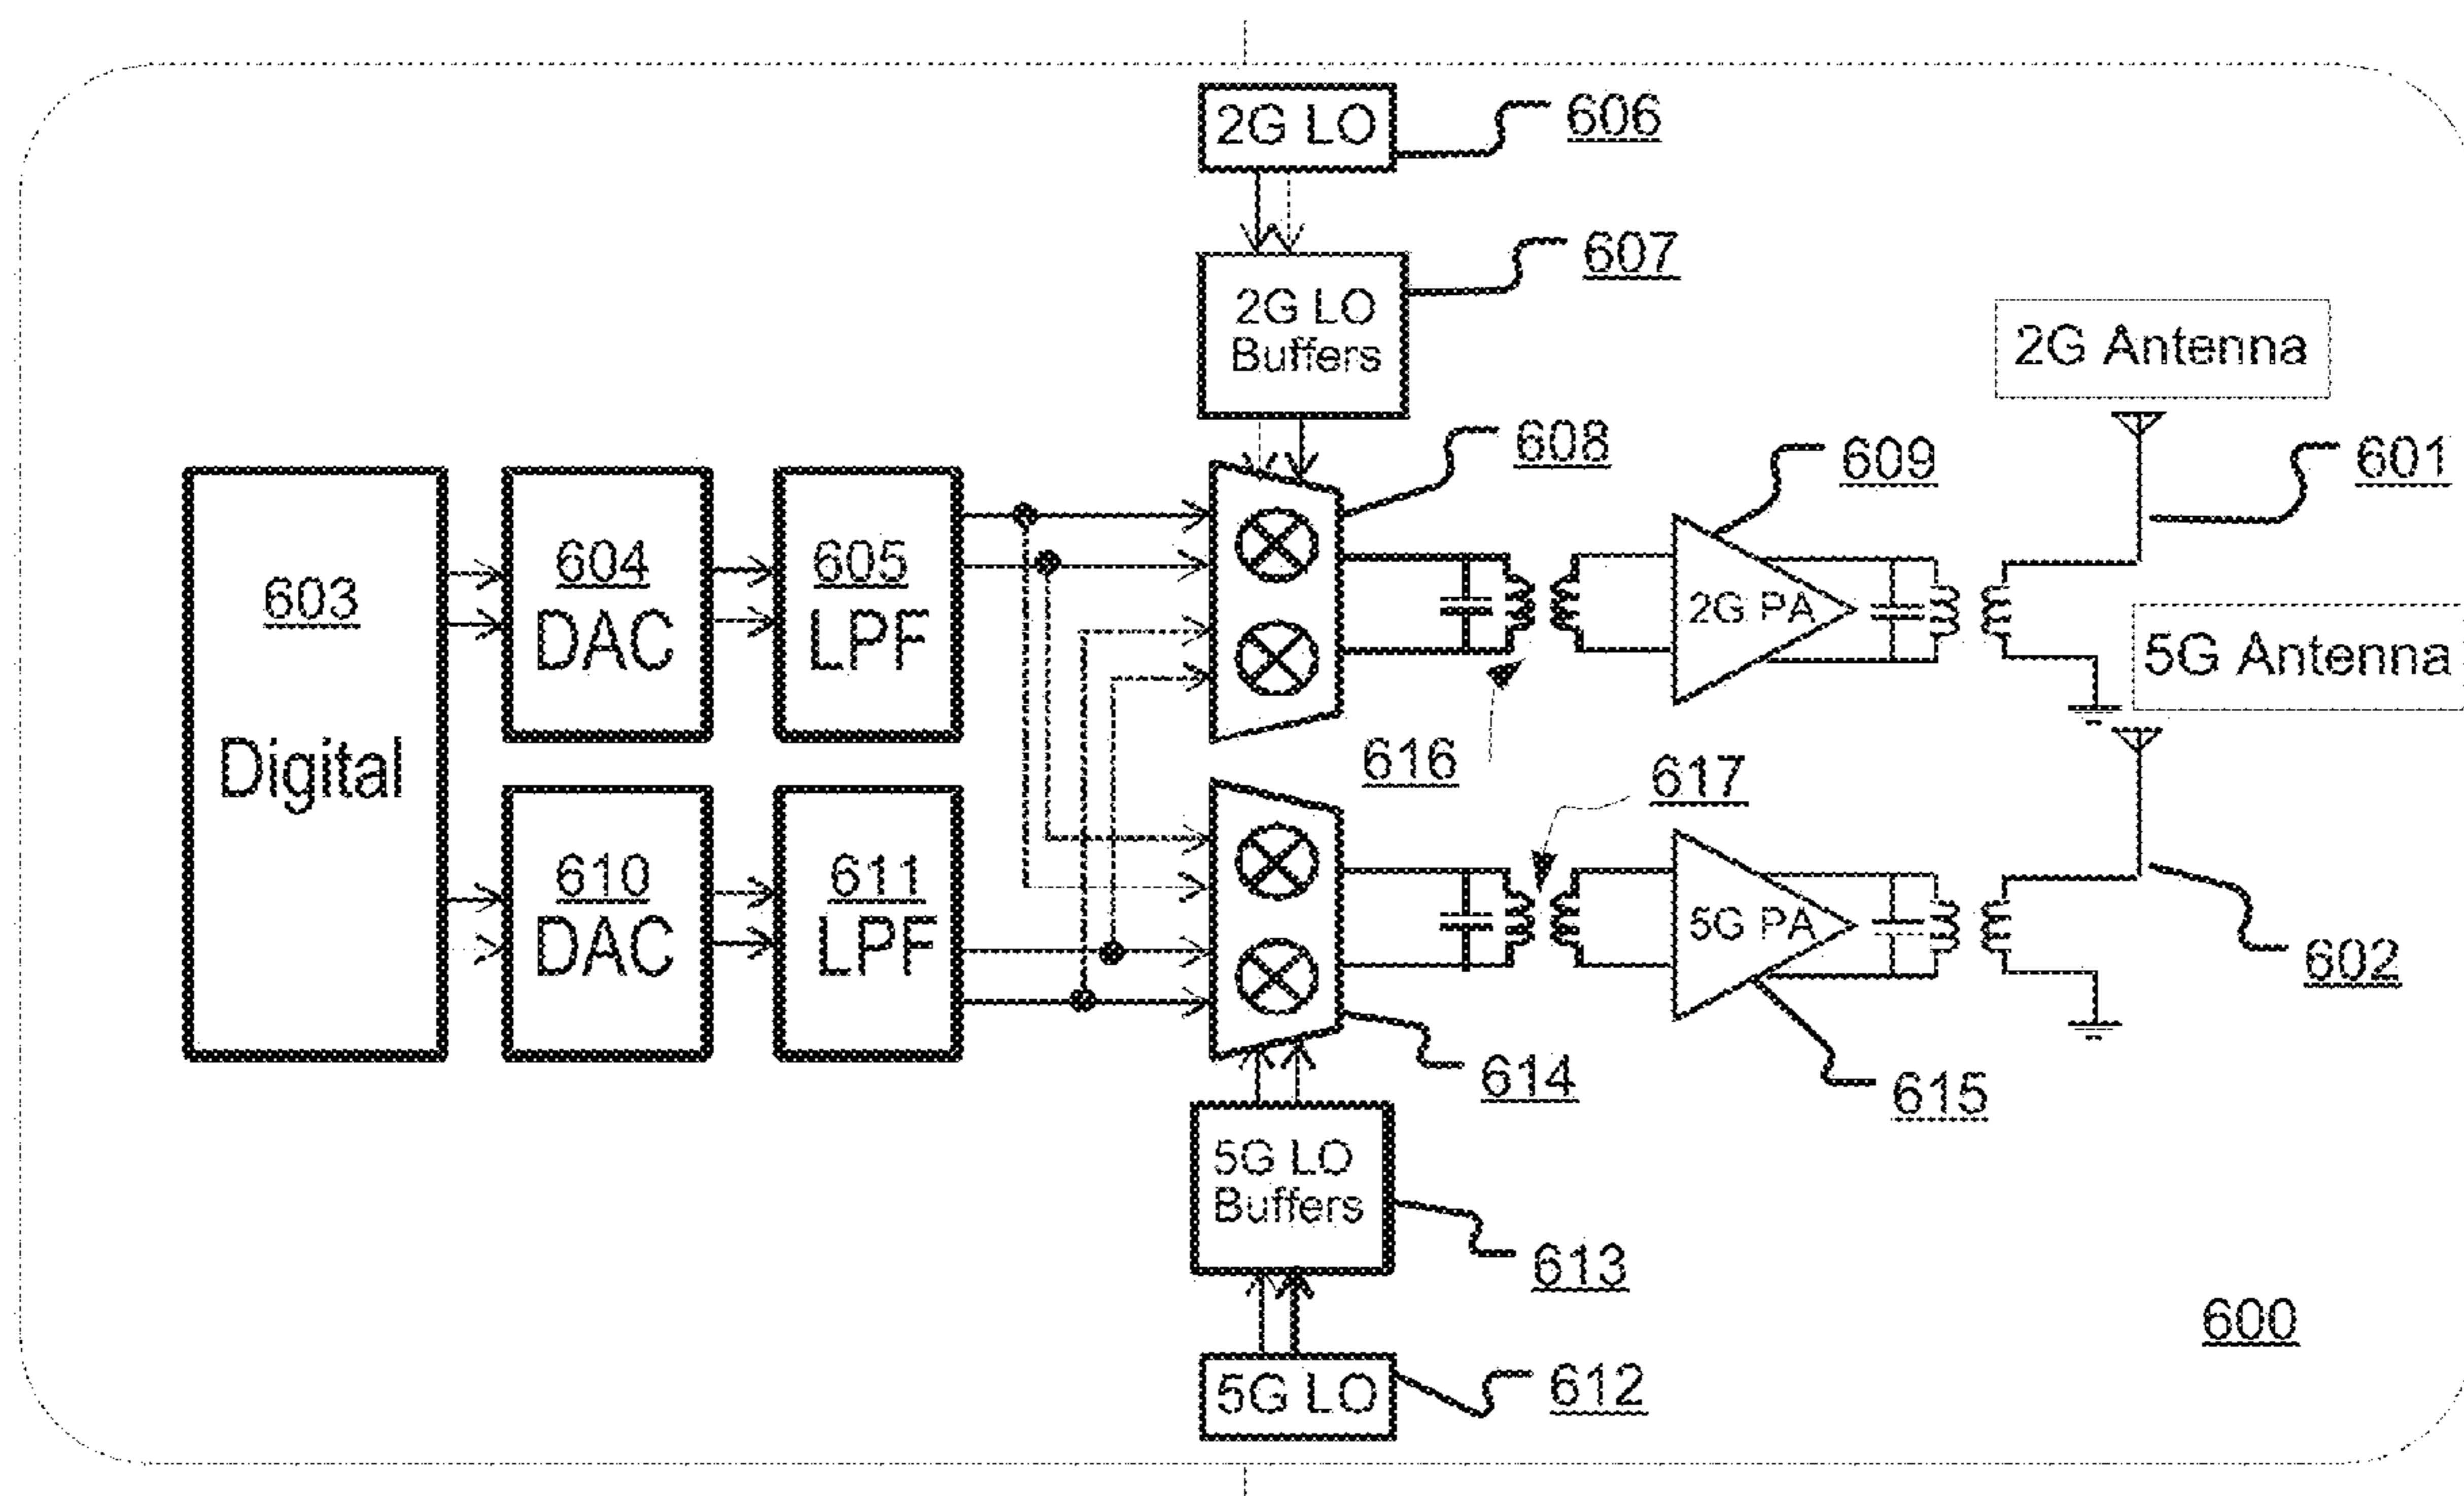 2G LO
606
2G LO
Buffers
607
2G Antenna
608
609
601
603
Digital
604
DAC
605
LPF
2G PA
5G Antenna
616
617
610
DAC
611
LPF
5G PA
602
614
615
5G LO
Buffers
613
600
5G LO
612